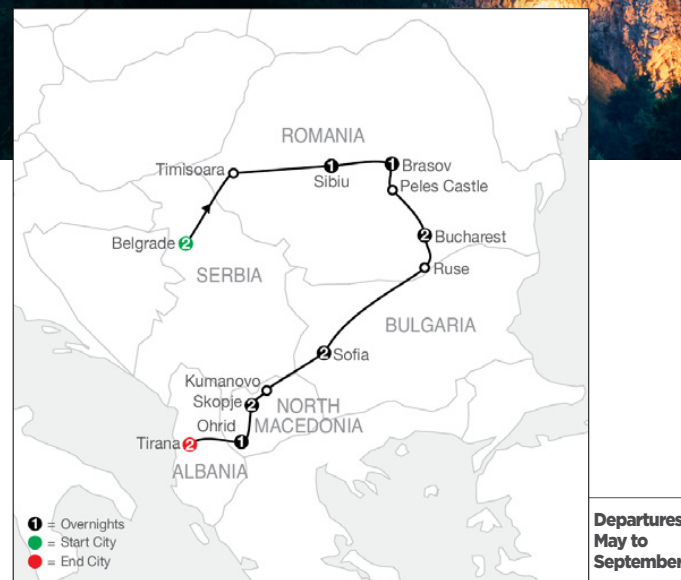 ROMANIA
Timisoara
1 Brasov
1
Sibiu
Peles Castle
Belgrade 2
2 Bucharest
SERBIA
Ruse
BULGARIA
2 Sofia
Kumanovo
Skopje 2
NORTH
MACEDONIA
Ohrid
1
Tirana 2
ALBANIA
1 = Overnights
= Start City
= End City
Departures
May to
September